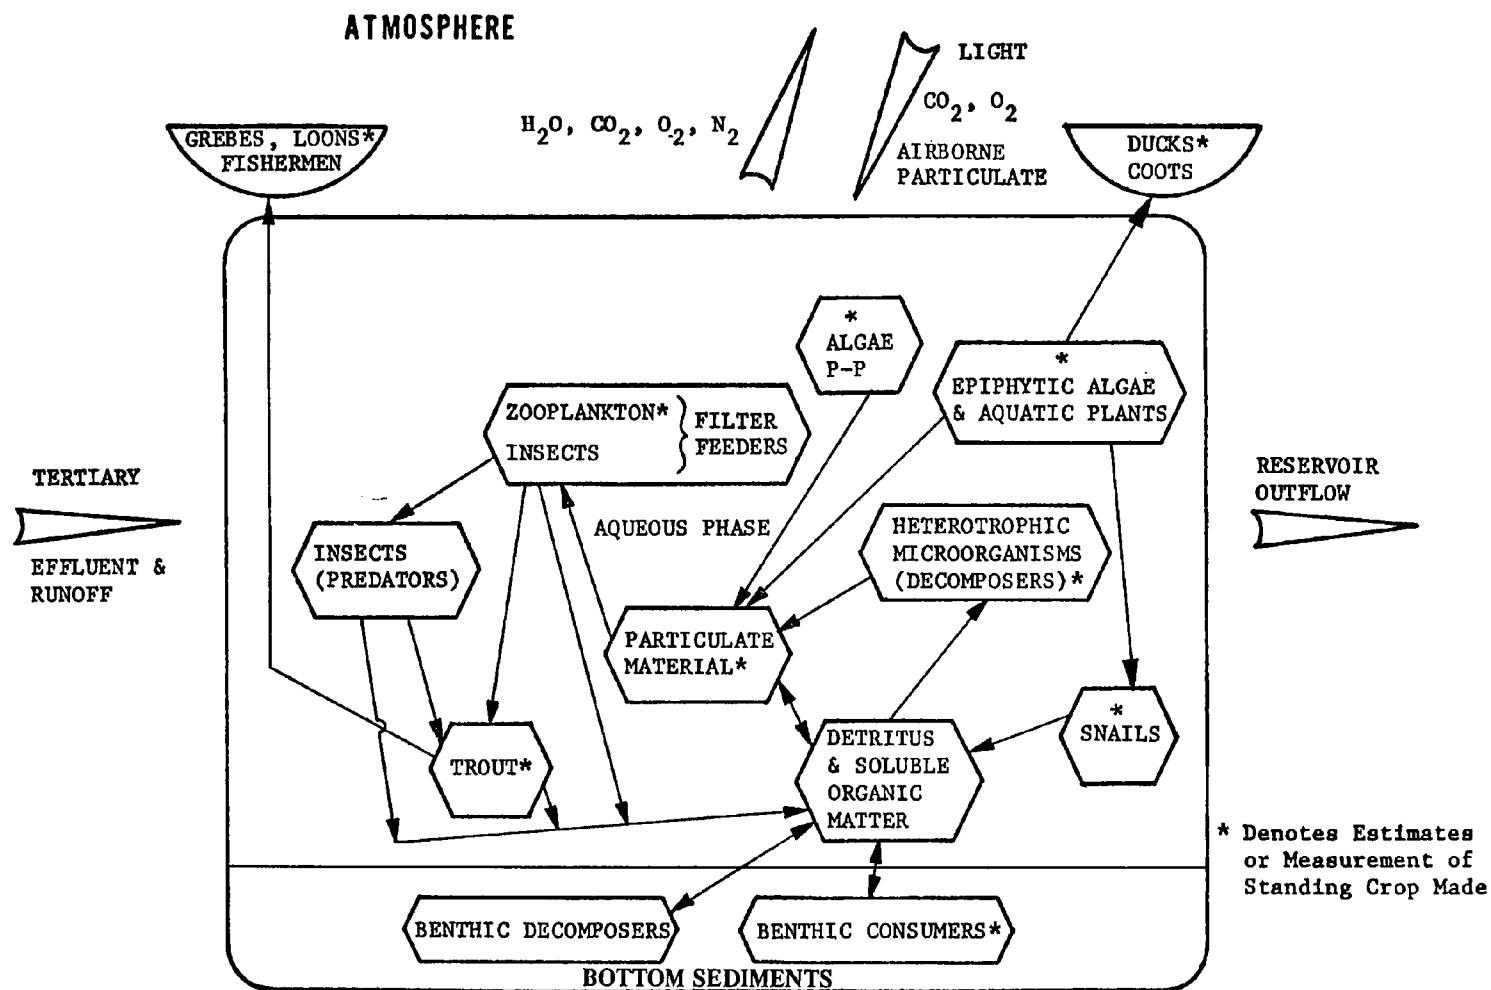 ATMOSPHERE
LIGHT
CO2, O2
H2O, CO2, O2, N2
AIRBORNE
PARTICULATE
GREBES, LOONS*
FISHERMEN
DUCKS*
COOTS
*
ALGAE
P-P
*
EPIPHYTIC ALGAE
& AQUATIC PLANTS
ZOOPLANKTON*
INSECTS
FILTER
FEEDERS
TERTIARY
EFFLUENT &
RUNOFF
RESERVOIR
OUTFLOW
AQUEOUS PHASE
INSECTS
(PREDATORS)
HETEROTROPHIC
MICROORGANISMS
(DECOMPOSERS)*
PARTICULATE
MATERIAL*
*
SNAILS
TROUT*
DETRITUS
& SOLUBLE
ORGANIC
MATTER
* Denotes Estimates
or Measurement of
Standing Crop Made
BENTHIC DECOMPOSERS
BENTHIC CONSUMERS*
BOTTOM SEDIMENTS